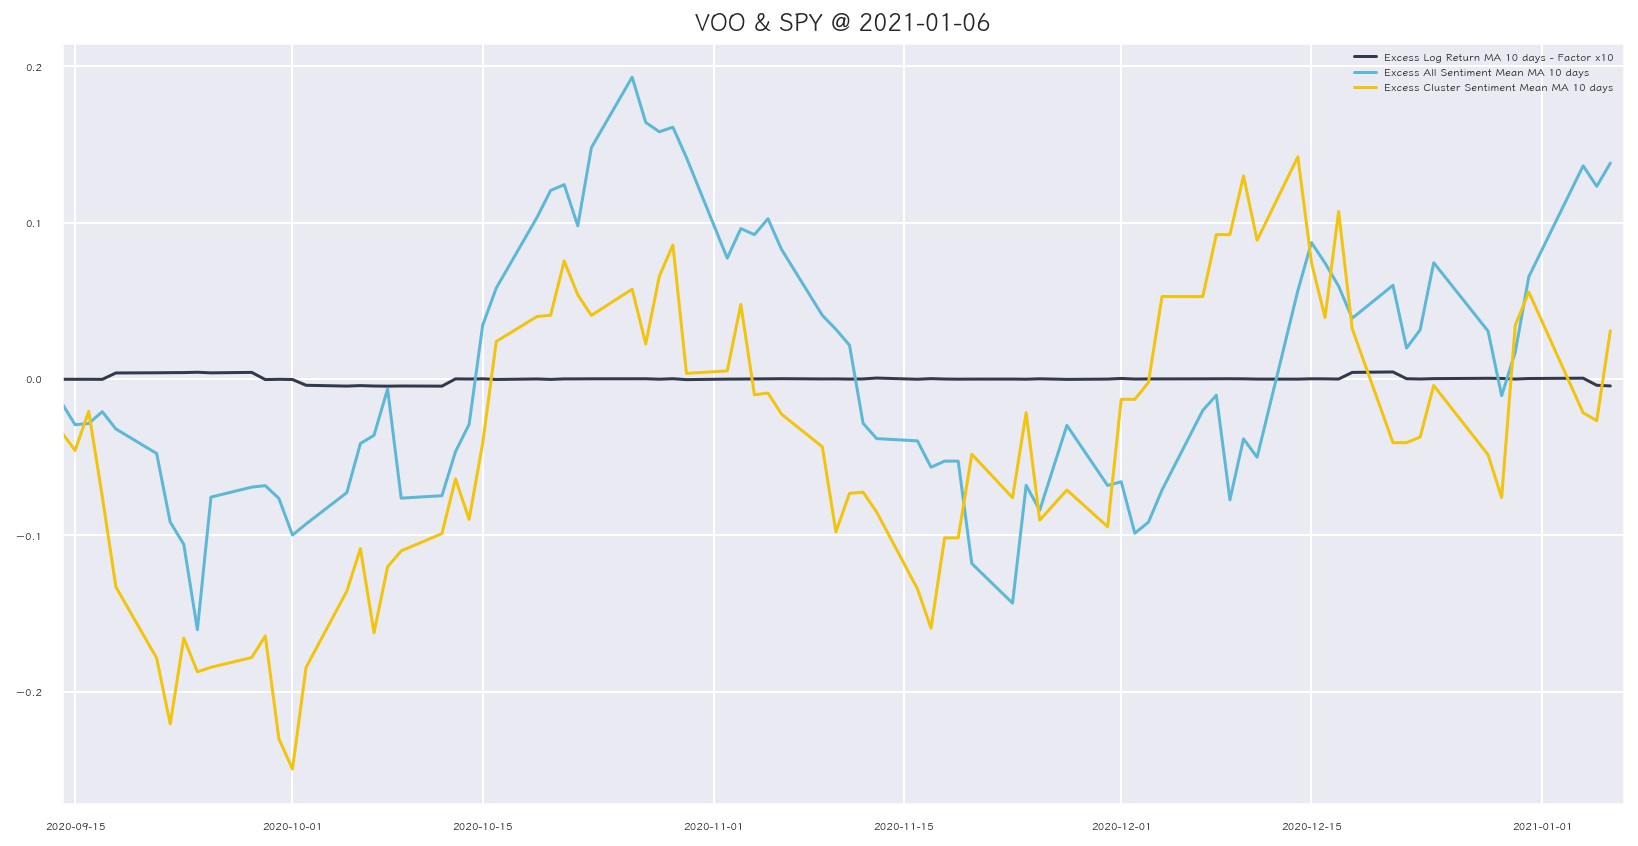 VOO & SPY @ 2021-01-06
Excess Log Return MA 10 days - Factor x10
Excess All Sentiment Mean MA 10 days
Excess Cluster Sentiment Mean MA 10 days
0.2
0.1
0.0
−0.1
−0.2
2020-09-15 2020-10-01 2020-10-15 2020-11-01 2020-11-15 2020-12-01 2020-12-15 2021-01-01